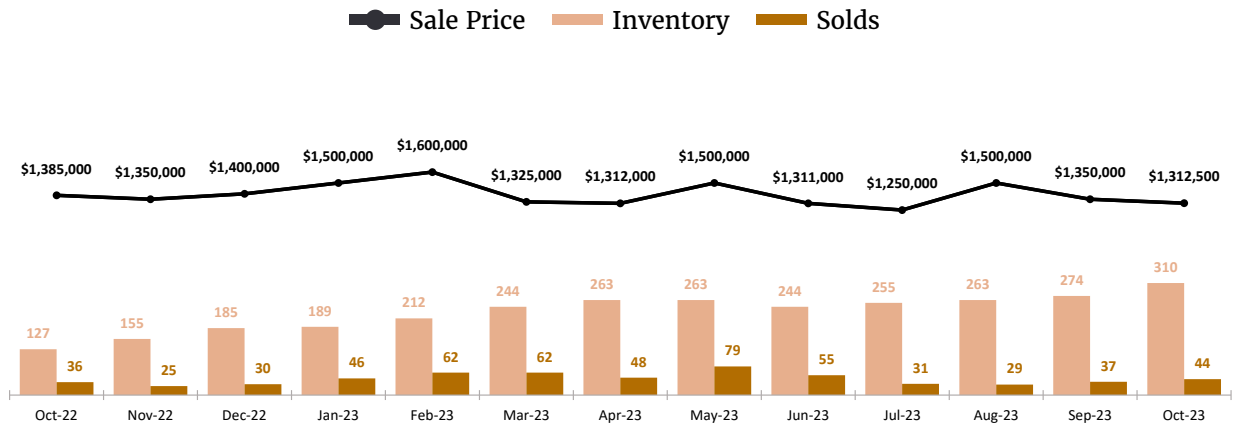 Sale Price Inventory Solds
$1,385,000 $1,350,000 $1,400,000 $1,500,000 $1,600,000 $1,325,000 $1,312,000 $1,500,000 $1,311,000 $1,250,000 $1,500,000 $1,350,000 $1,312,500
127 155 185 189 212 244 263 263 244 255 263 274 310
36 25 30 46 62 62 48 79 55 31 29 37 44
Oct-22 Nov-22 Dec-22 Jan-23 Feb-23 Mar-23 Apr-23 May-23 Jun-23 Jul-23 Aug-23 Sep-23 Oct-23